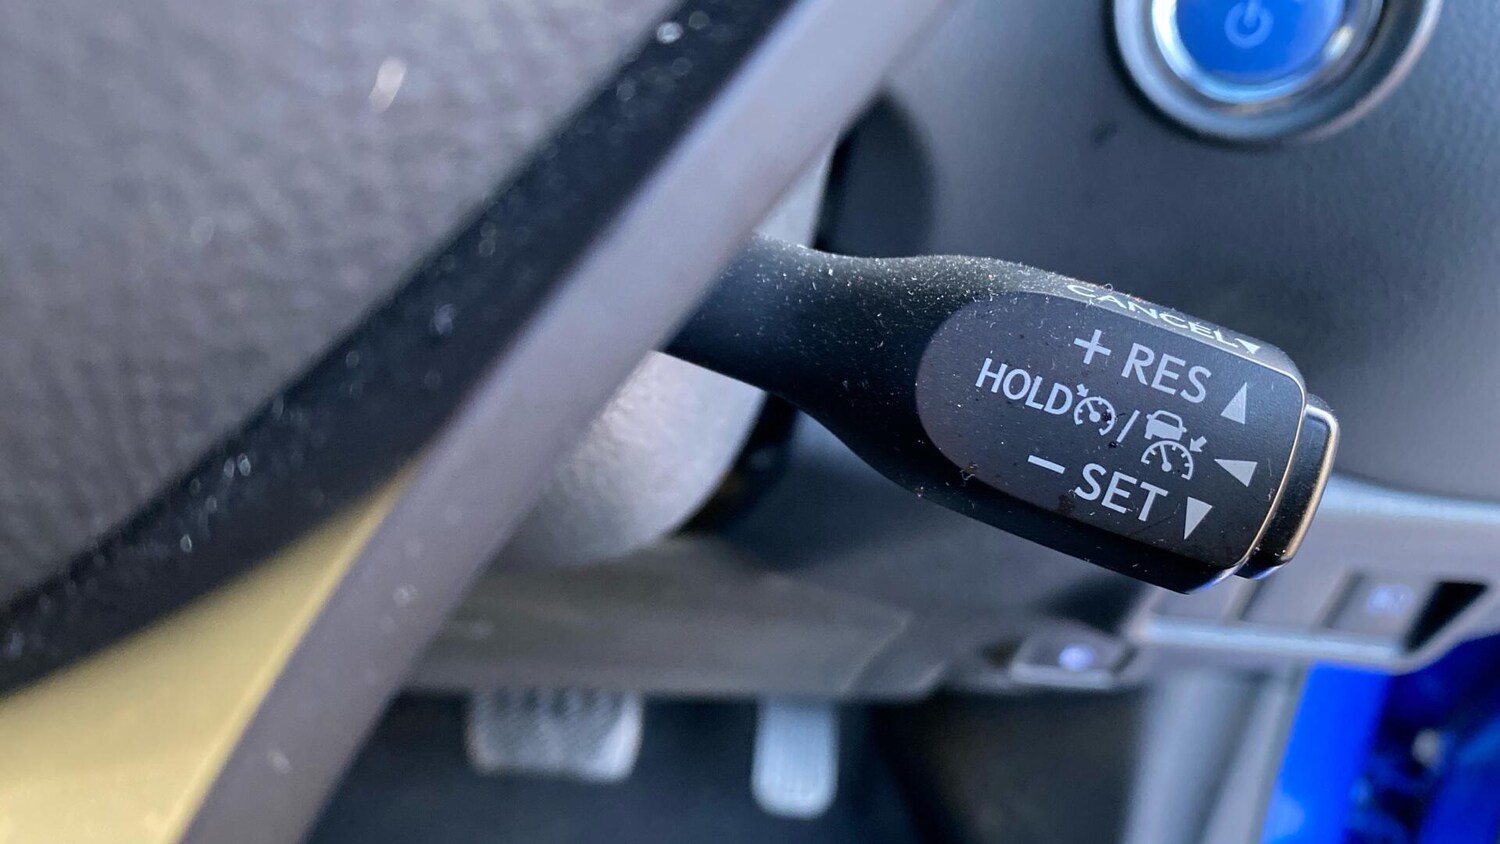 CANCEL▼
+ RES ▲
HOLD / ◀
− SET ▼